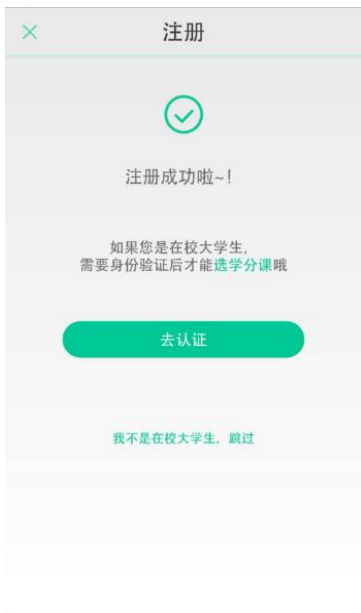 注册
注册成功啦~!
如果您是在校大学生,
需要身份验证后才能选学分课哦
去认证
我不是在校大学生, 跳过